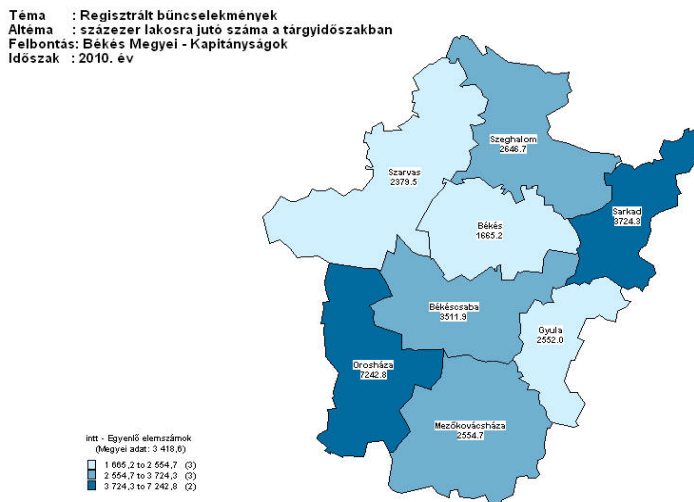 Téma : Regisztrált bűncselekmények
Altéma : százezer lakosra jutó száma a tárgyidőszakban
Felbontás: Békés Megyei - Kapitányságok
Időszak : 2010. év
Szeghalom
2646.7
Szarvas
2379.5
Sarkad
3724.3
Békés
1665.2
Békéscsaba
3511.9
Gyula
2552.0
Orosháza
7242.8
Mezőkovácsháza
2554.7
intt - Egyenlő elemszámok
(Megyei adat: 3 418,6)
1 665,2 to 2 554,7 (3)
2 554,7 to 3 724,3 (3)
3 724,3 to 7 242,8 (2)